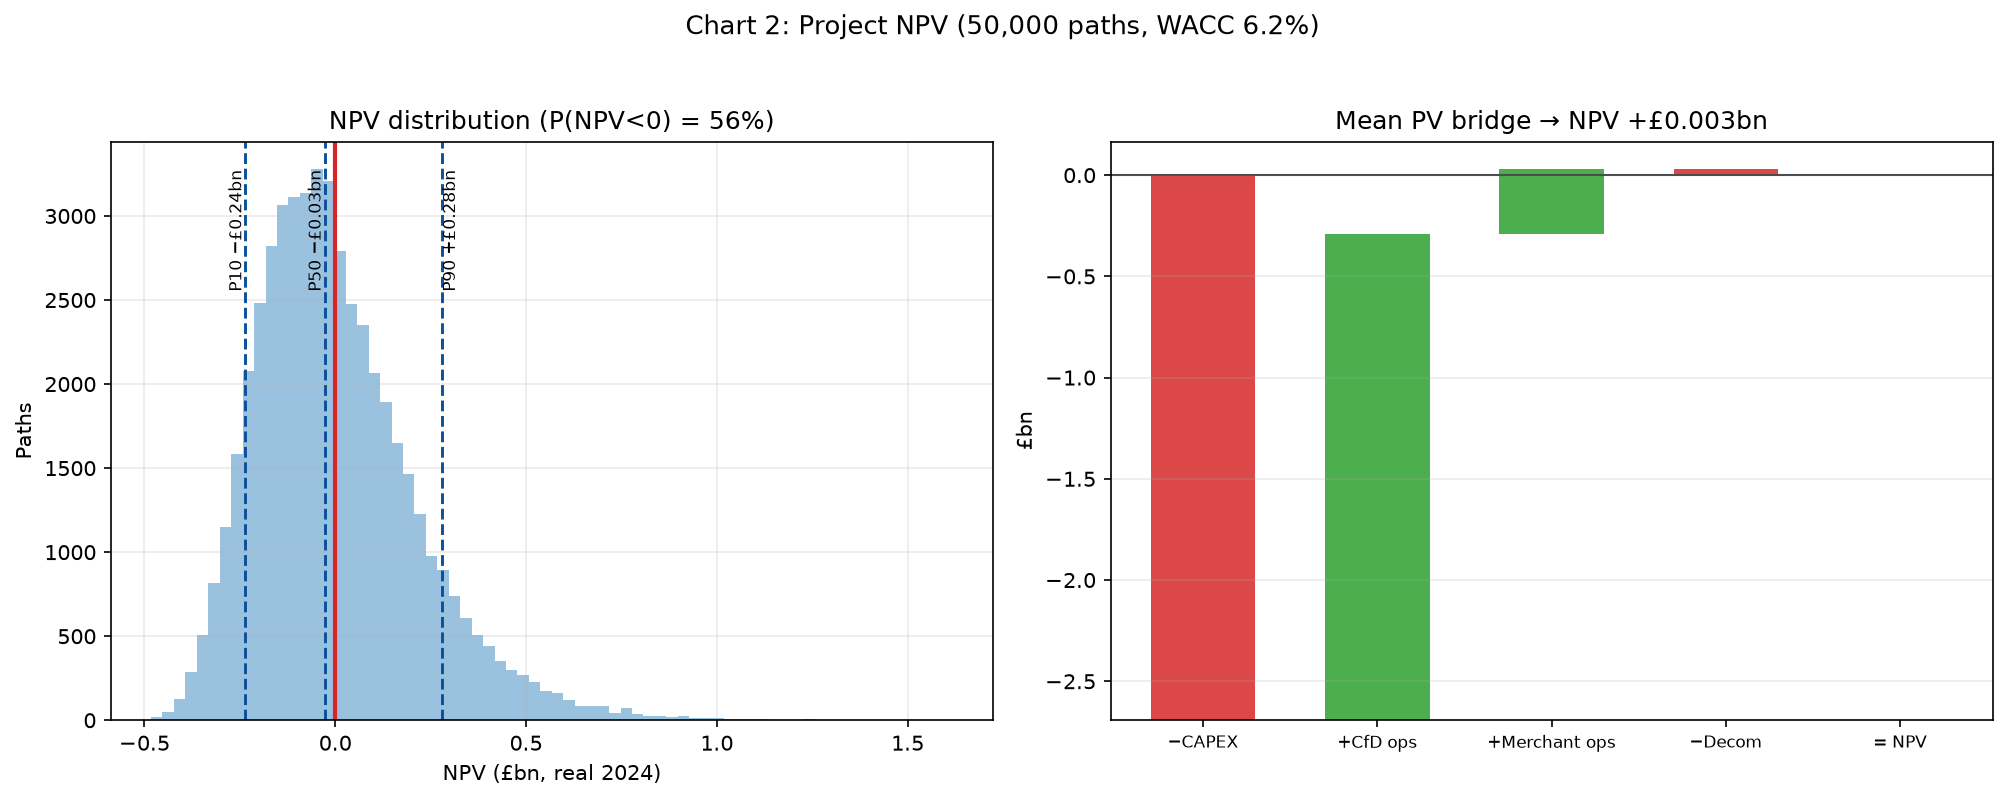 Chart 2: Project NPV (50,000 paths, WACC 6.2%)
NPV distribution (P(NPV<0) = 56%)
P10 −£0.24bn
P50 −£0.03bn
P90 +£0.28bn
Paths
3000
2500
2000
1500
1000
500
0
−0.5
0.0
0.5
1.0
1.5
NPV (£bn, real 2024)
Mean PV bridge → NPV +£0.003bn
£bn
0.0
−0.5
−1.0
−1.5
−2.0
−2.5
−CAPEX
+CfD ops
+Merchant ops
−Decom
= NPV